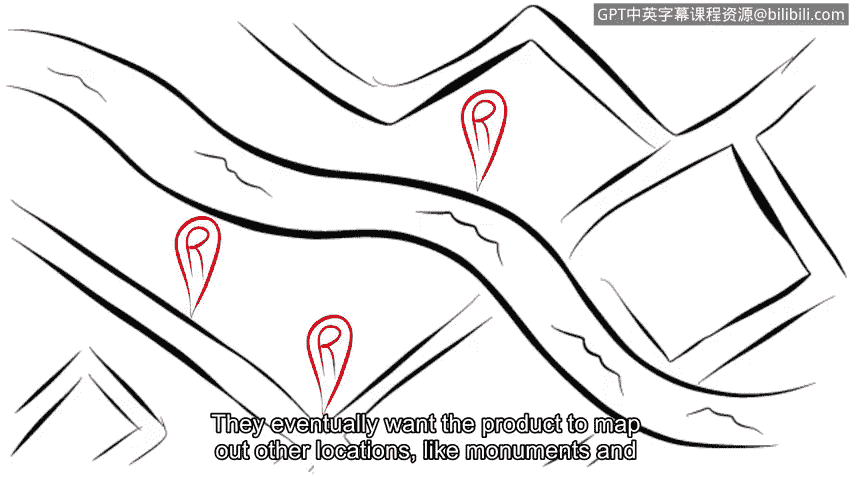 GPT中英字幕课程资源@bilibili.com
R
R
R
They eventually want the product to map
out other locations, like monuments and